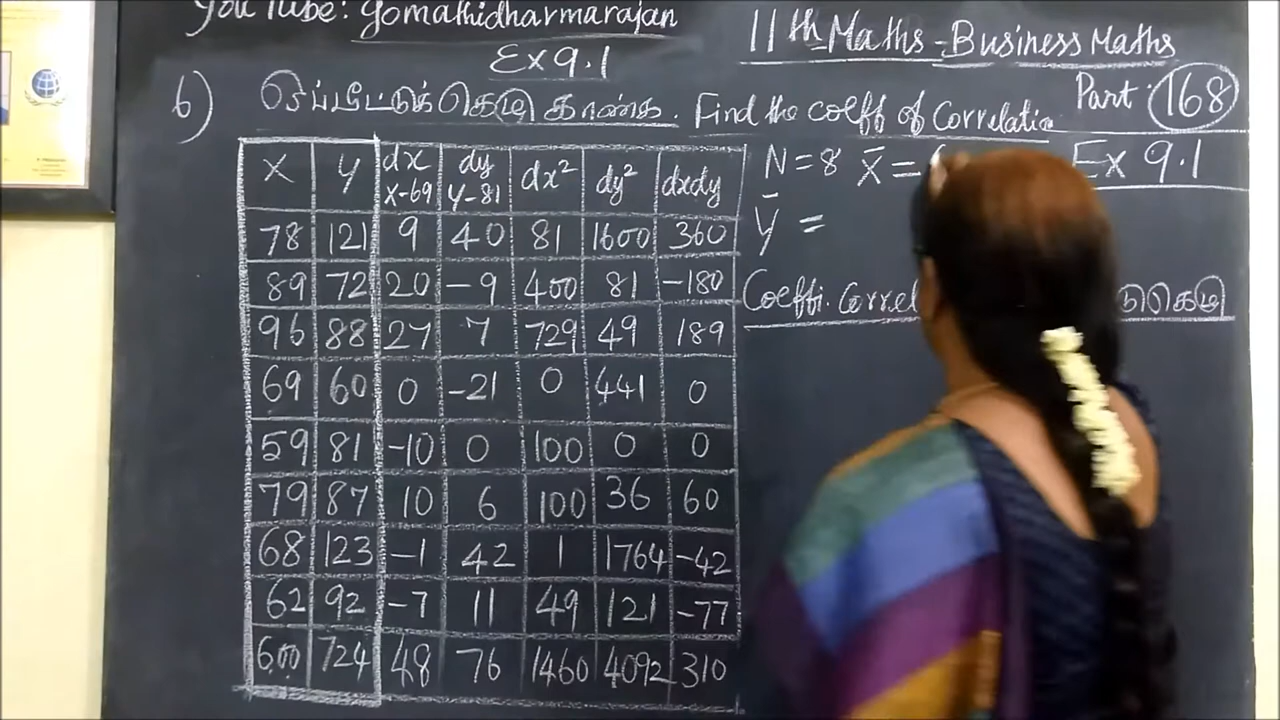 YouTube: gomathidharmarajan
11th Maths - Business Maths
Ex 9.1
6) ஒட்டுறவுக் கெழு காண்க. Find the coeff of Correlation
Part 168
N = 8 X̄ =
Ex 9.1
Ȳ =
Coeffi. Correl
கெழு
X Y dx X-69 dy Y-81 dx² dy² dxdy
78 121 9 40 81 1600 360
89 72 20 -9 400 81 -180
96 88 27 7 729 49 189
69 60 0 -21 0 441 0
59 81 -10 0 100 0 0
79 87 10 6 100 36 60
68 123 -1 42 1 1764 -42
62 92 -7 11 49 121 -77
600 724 48 76 1460 4092 310